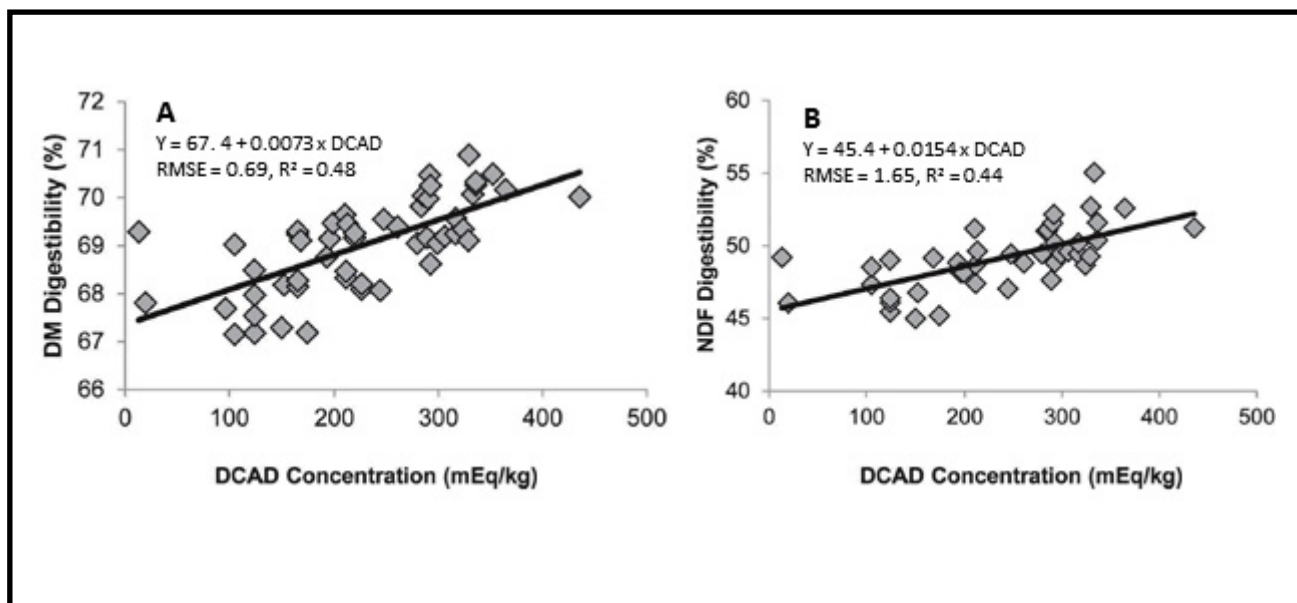 A
Y = 67. 4 + 0.0073 x DCAD
RMSE = 0.69, R² = 0.48
DM Digestibility (%)
72
71
70
69
68
67
66
0 100 200 300 400 500
DCAD Concentration (mEq/kg)
B
Y = 45.4 + 0.0154 x DCAD
RMSE = 1.65, R² = 0.44
NDF Digestibility (%)
60
55
50
45
40
0 100 200 300 400 500
DCAD Concentration (mEq/kg)